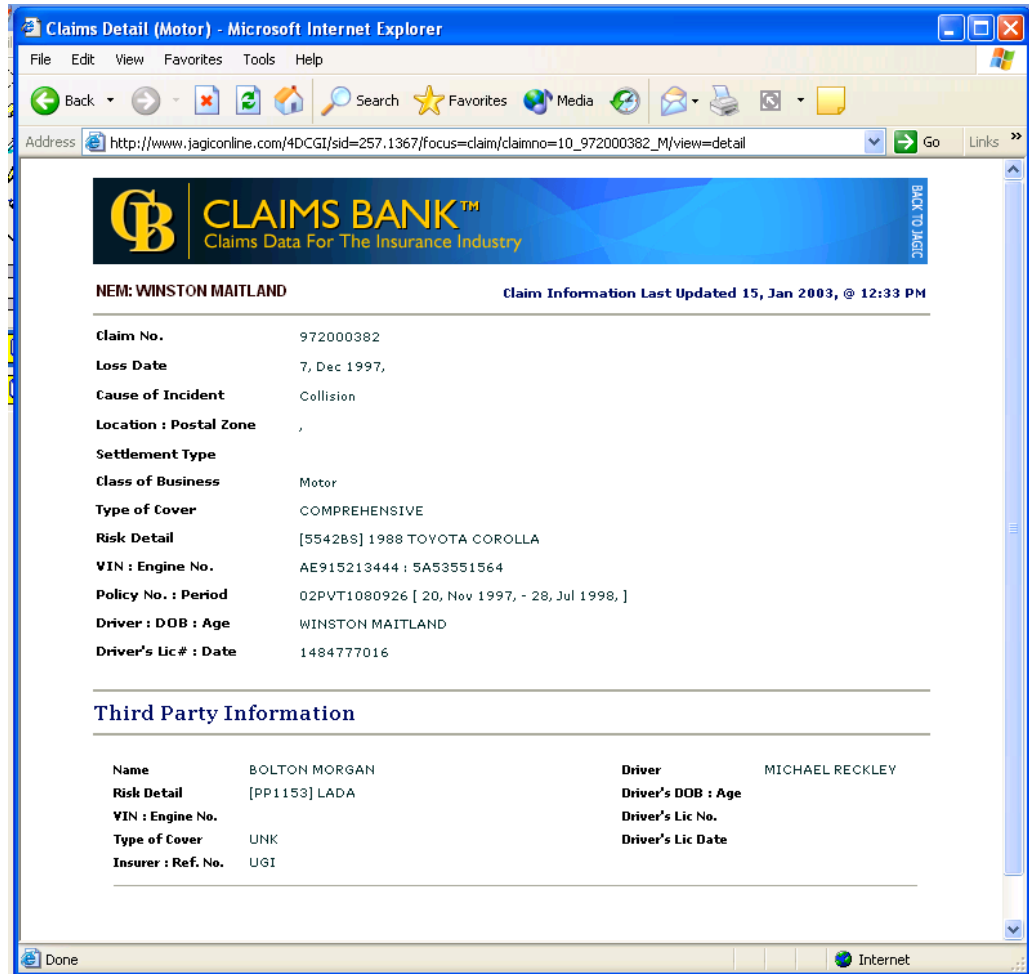 Claims Detail (Motor) - Microsoft Internet Explorer
File Edit View Favorites Tools Help
Back Search Favorites Media
Address http://www.jagiconline.com/4DCGI/sid=257.1367/focus=claim/claimno=10_972000382_M/view=detail Go Links »
CB CLAIMS BANK™
Claims Data For The Insurance Industry
BACK TO JAGIC
NEM: WINSTON MAITLAND Claim Information Last Updated 15, Jan 2003, @ 12:33 PM
Claim No. 972000382
Loss Date 7, Dec 1997,
Cause of Incident Collision
Location : Postal Zone ,
Settlement Type
Class of Business Motor
Type of Cover COMPREHENSIVE
Risk Detail [5542BS] 1988 TOYOTA COROLLA
VIN : Engine No. AE915213444 : 5A53551564
Policy No. : Period 02PVT1080926 [ 20, Nov 1997, - 28, Jul 1998, ]
Driver : DOB : Age WINSTON MAITLAND
Driver's Lic# : Date 1484777016
Third Party Information
Name BOLTON MORGAN Driver MICHAEL RECKLEY
Risk Detail [PP1153] LADA Driver's DOB : Age
VIN : Engine No. Driver's Lic No.
Type of Cover UNK Driver's Lic Date
Insurer : Ref. No. UGI
Done Internet